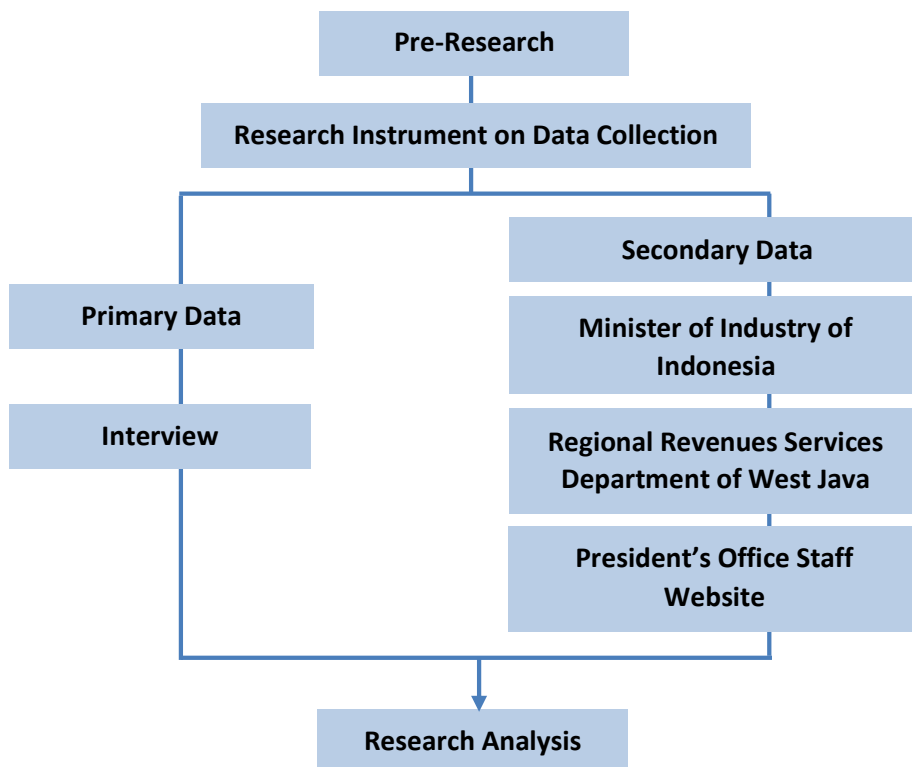 Pre-Research
Research Instrument on Data Collection
Primary Data
Interview
Secondary Data
Minister of Industry of
Indonesia
Regional Revenues Services
Department of West Java
President’s Office Staff
Website
Research Analysis